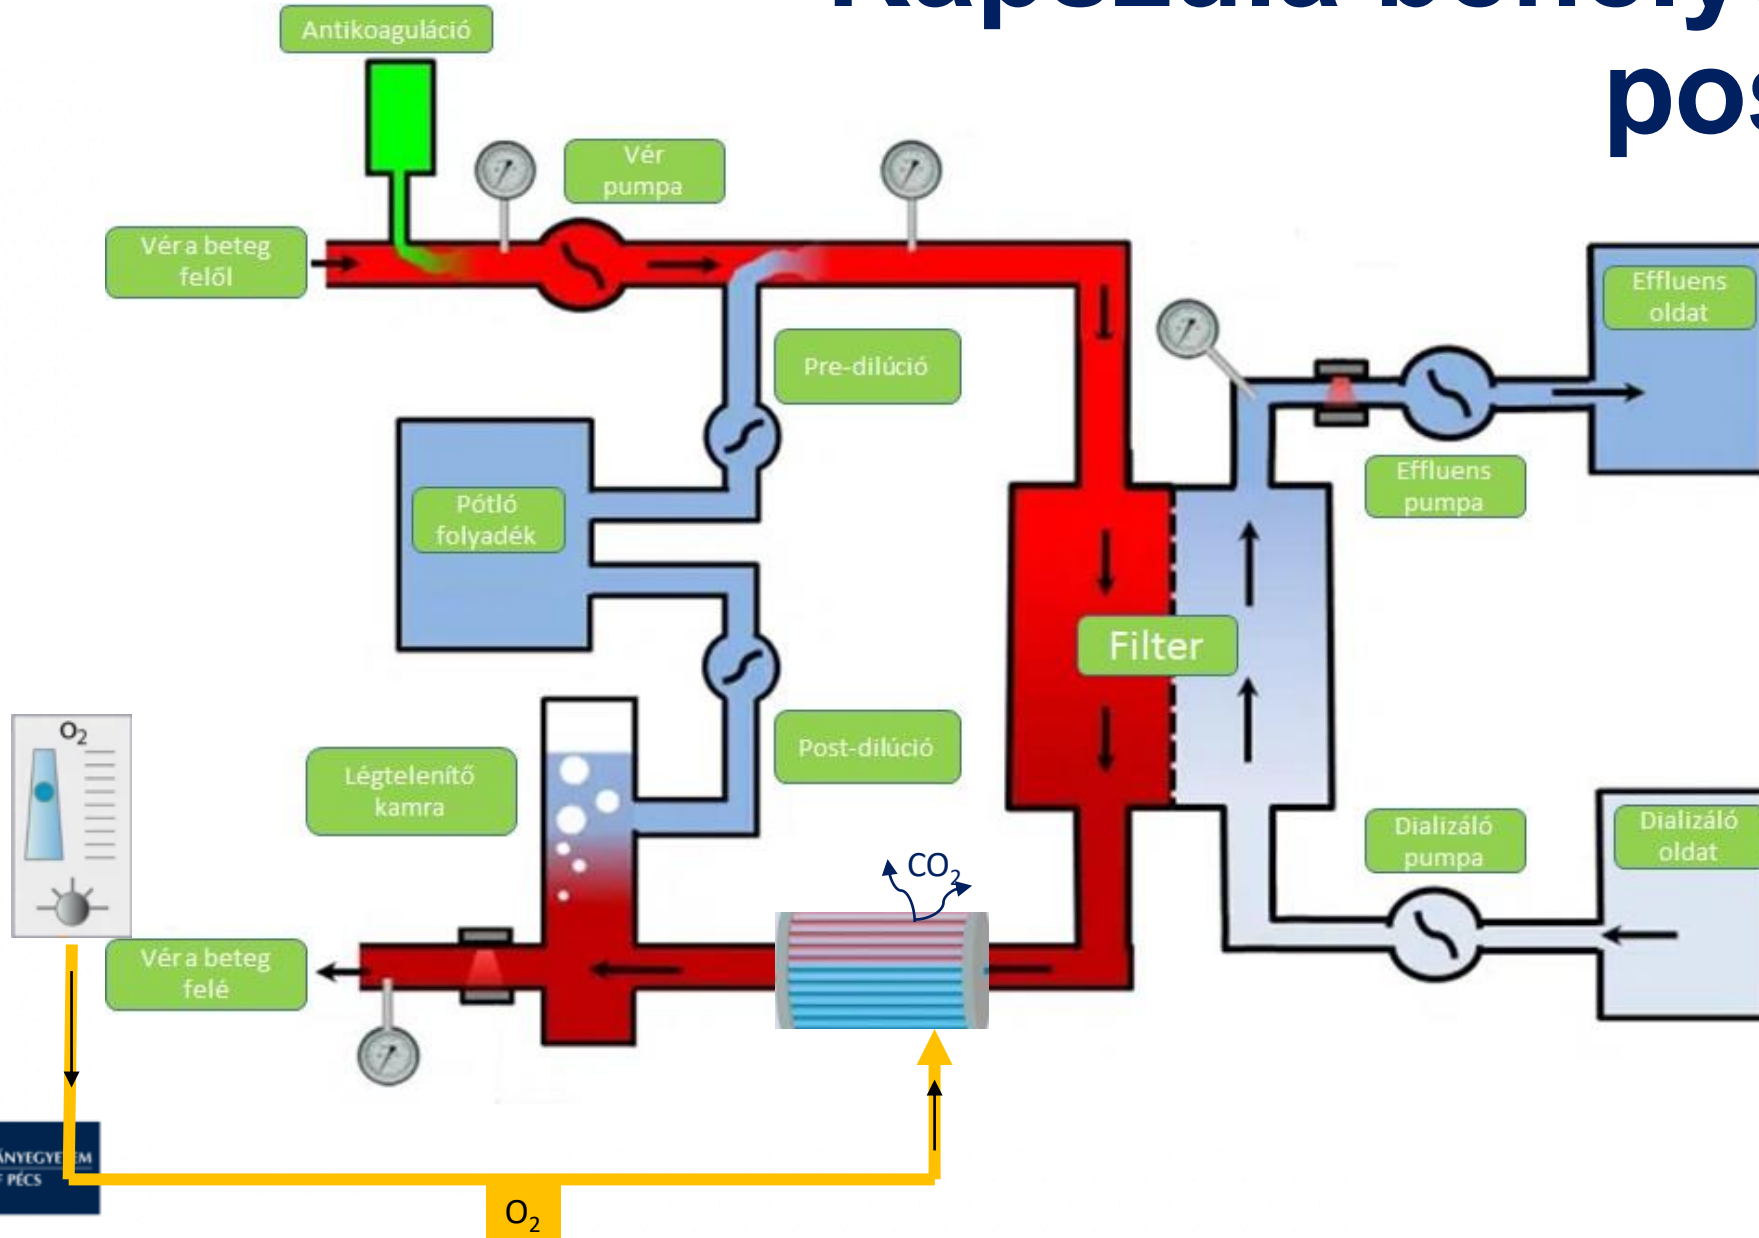 Antikoaguláció
Vér
pumpa
Vér a beteg
felől
Effluens
oldat
Pre-dilúció
Effluens
pumpa
Pótló
folyadék
Filter
O₂
Post-dilúció
Légtelenítő
kamra
Dializáló
pumpa
Dializáló
oldat
CO₂
Vér a beteg
felé
PÉCS
O₂